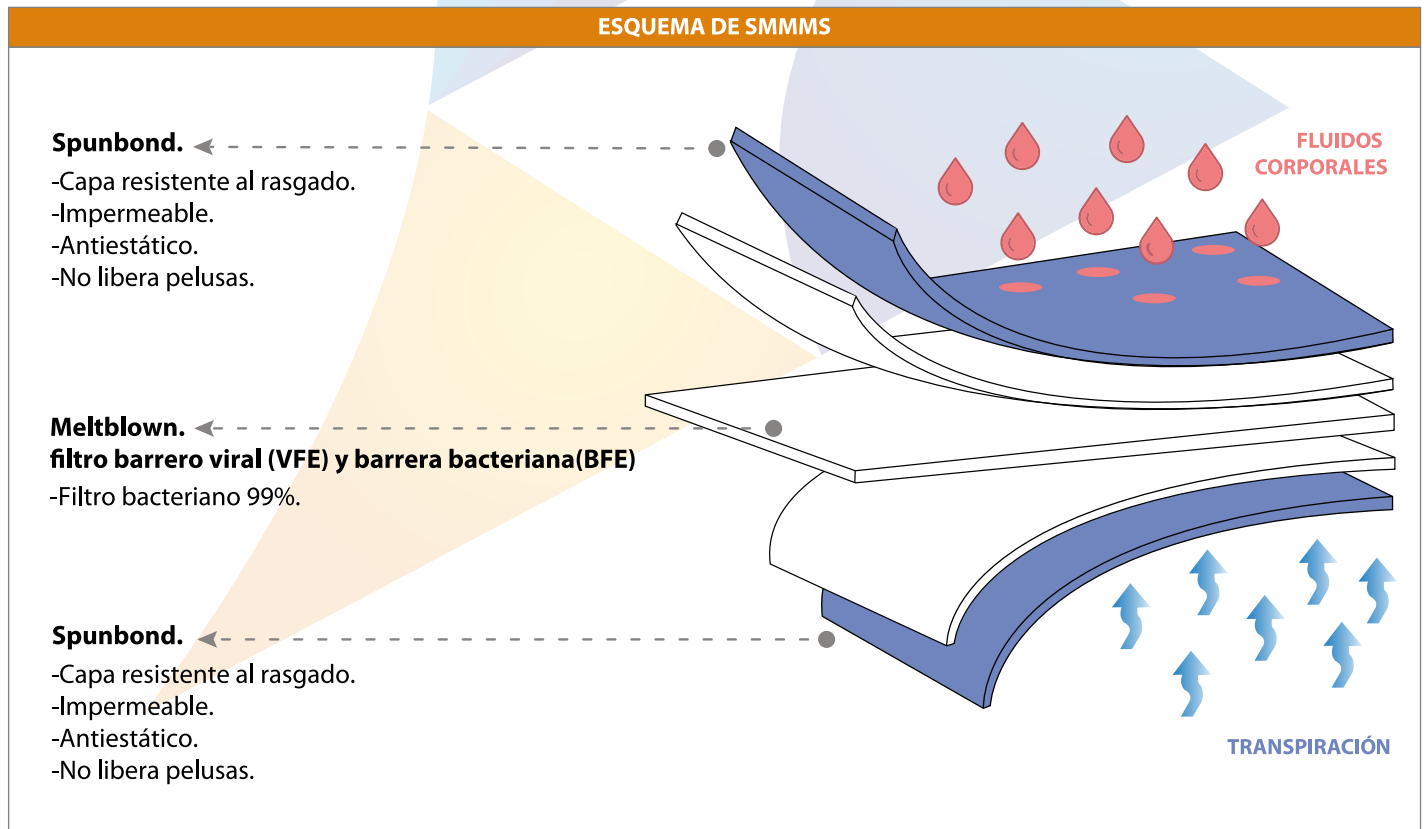 ESQUEMA DE SMMMS
Spunbond.
-Capa resistente al rasgado.
-Impermeable.
-Antiestático.
-No libera pelusas.
FLUIDOS
CORPORALES
Meltblown.
filtro barrero viral (VFE) y barrera bacteriana(BFE)
-Filtro bacteriano 99%.
Spunbond.
-Capa resistente al rasgado.
-Impermeable.
-Antiestático.
-No libera pelusas.
TRANSPIRACIÓN